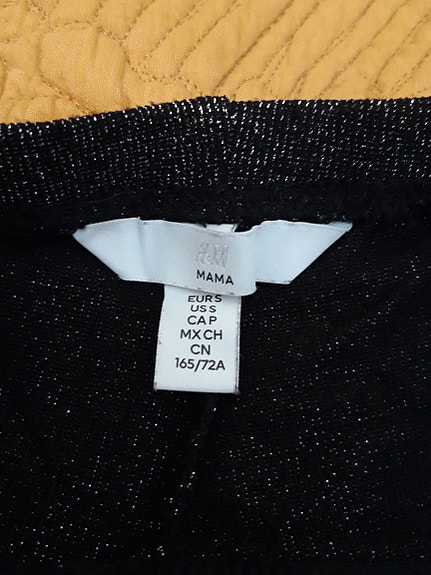 H&M
MAMA
EUR S
US S
CA P
MX CH
CN
165/72A